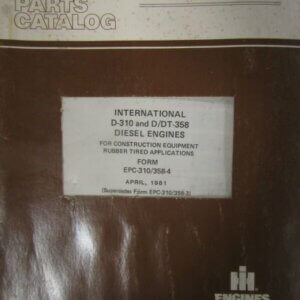 PARTS
CATALOG
INTERNATIONAL
D-310 and D/DT-358
DIESEL ENGINES
FOR CONSTRUCTION EQUIPMENT
RUBBER TIRED APPLICATIONS
FORM
EPC-310/358-4
APRIL, 1981
(Supersedes Form EPC-310/358-3)
IH
ENGINES